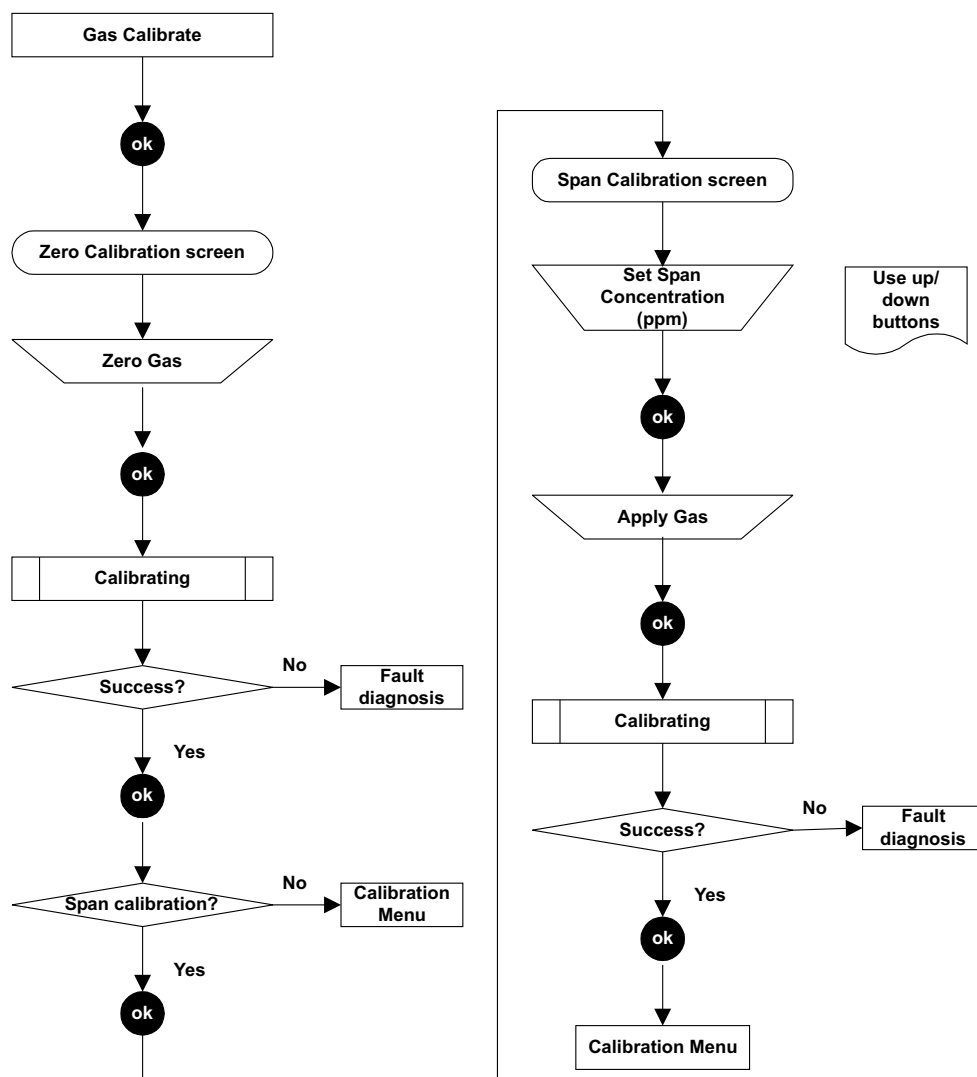 Gas Calibrate
ok
Zero Calibration screen
Zero Gas
ok
Calibrating
Success?
No
Fault
diagnosis
Yes
ok
Span calibration?
No
Calibration
Menu
Yes
ok
Span Calibration screen
Set Span
Concentration
(ppm)
Use up/
down
buttons
ok
Apply Gas
ok
Calibrating
Success?
No
Fault
diagnosis
Yes
ok
Calibration Menu